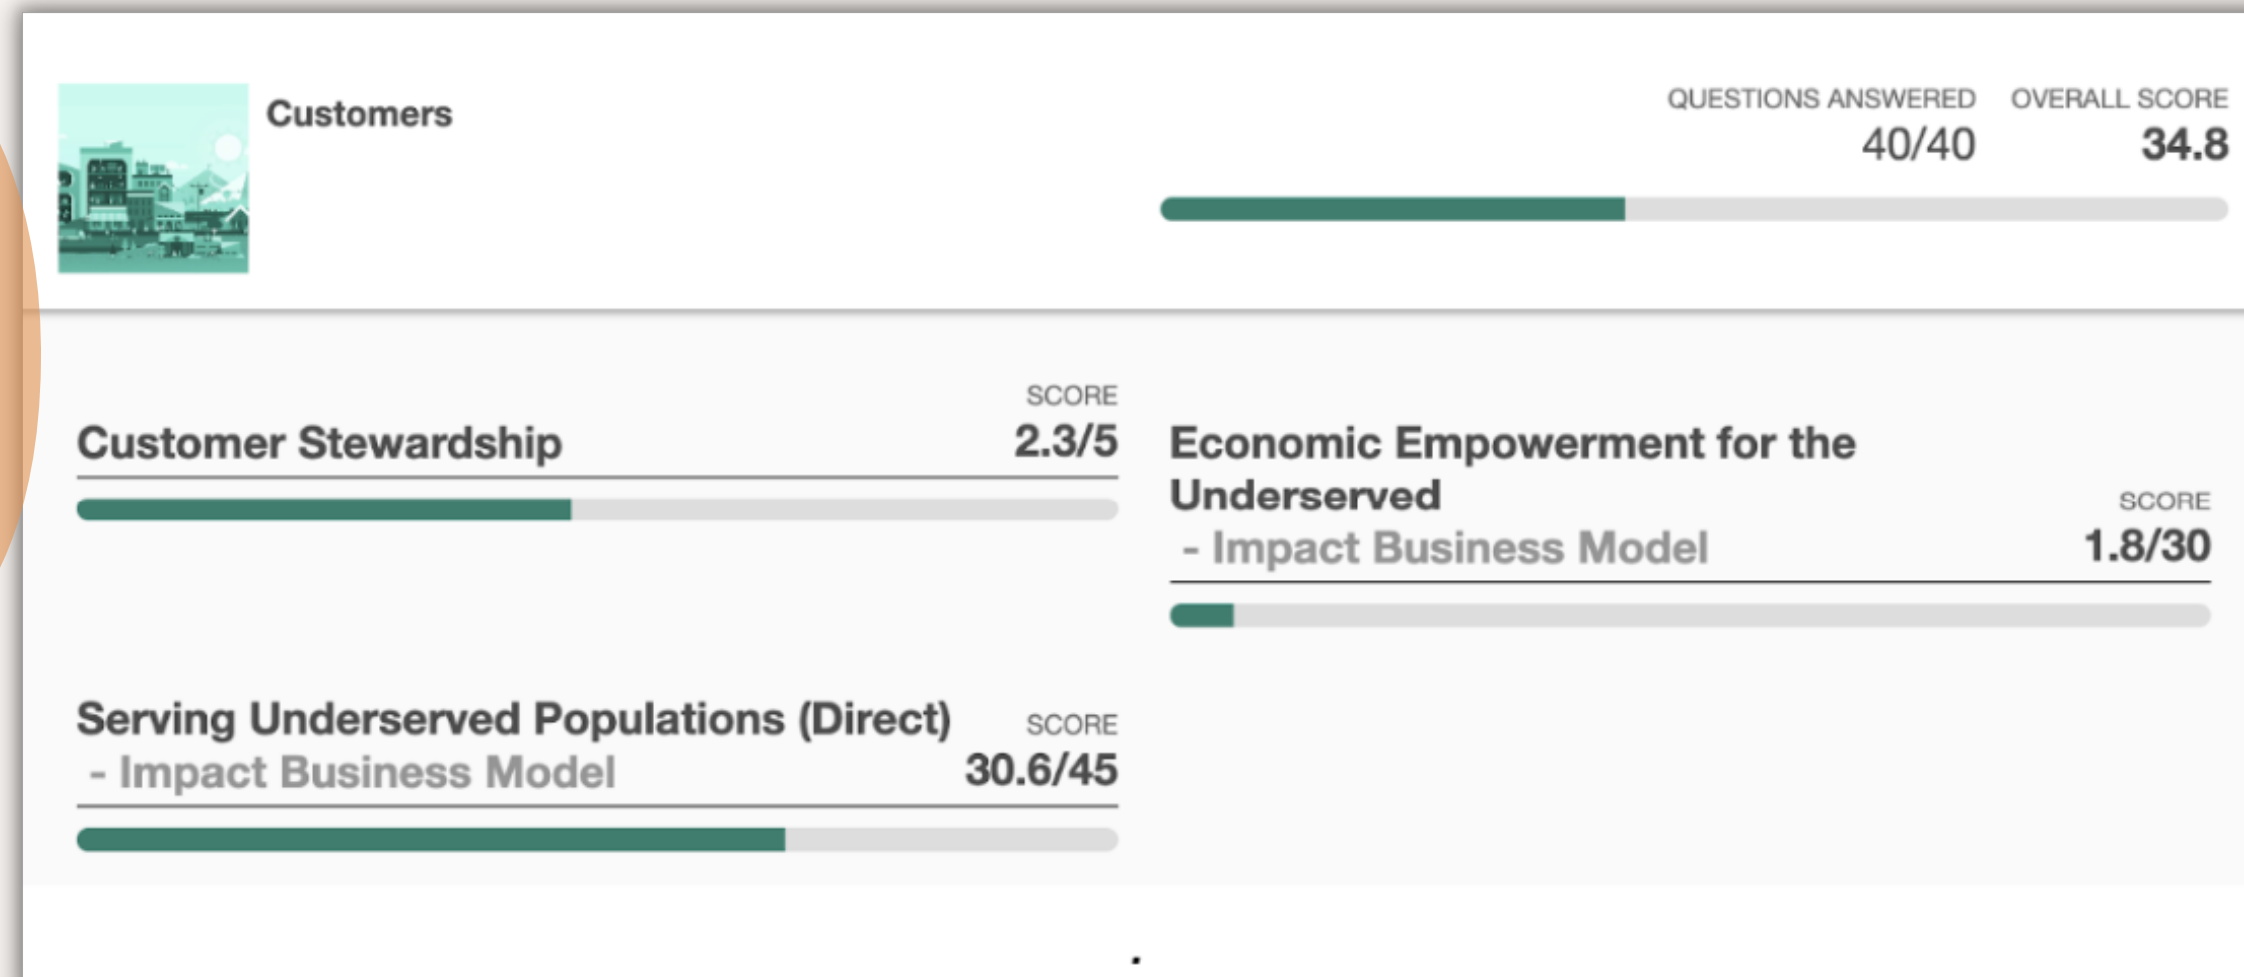 Customers
QUESTIONS ANSWERED
40/40
OVERALL SCORE
34.8
Customer Stewardship
SCORE
2.3/5
Economic Empowerment for the
Underserved
- Impact Business Model
SCORE
1.8/30
Serving Underserved Populations (Direct)
- Impact Business Model
SCORE
30.6/45